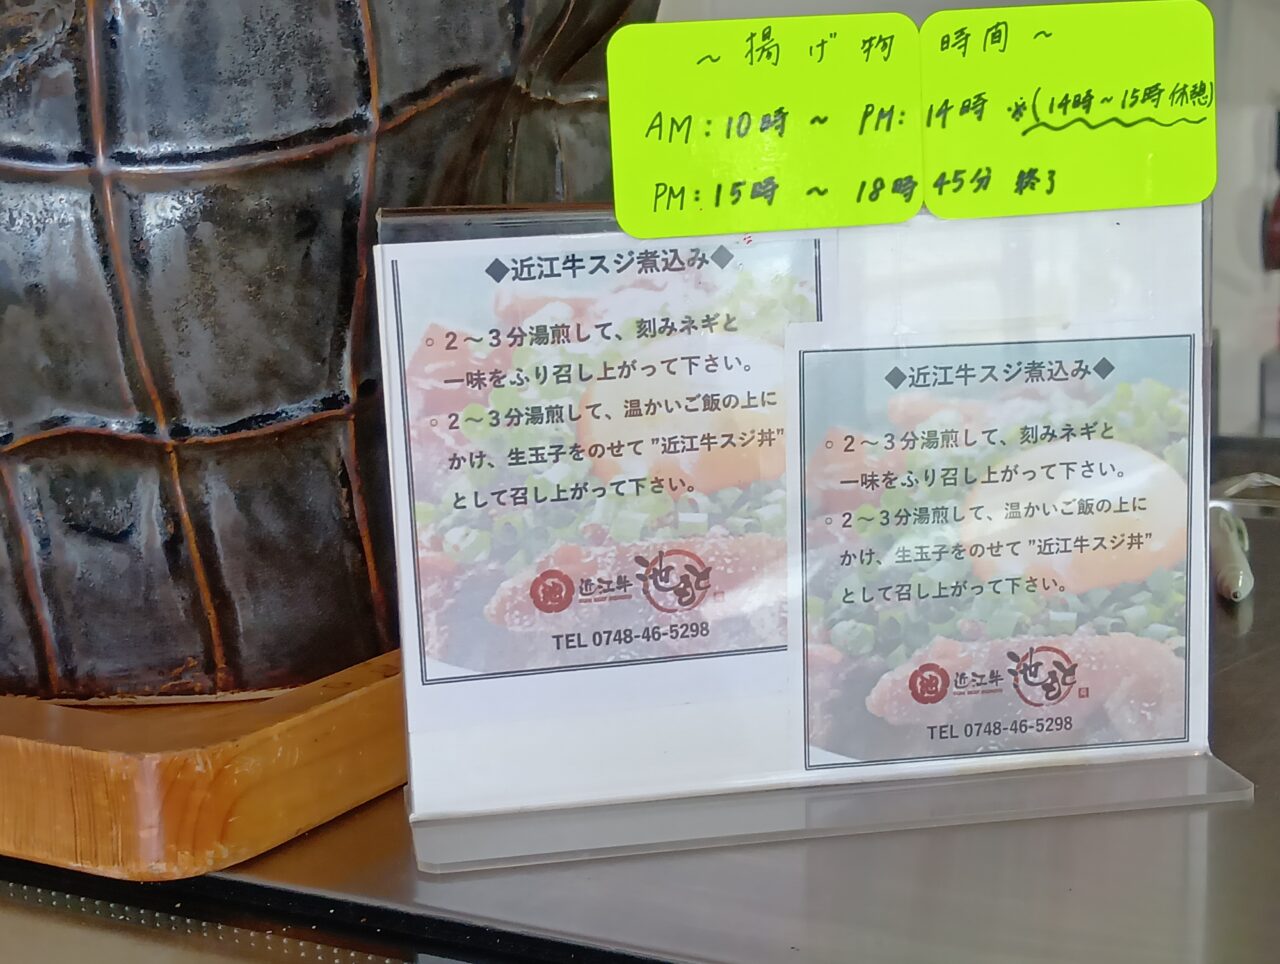 ～揚げ物 時間～
AM:10時～PM:14時 ※(14時～15時休憩)
PM:15時～18時45分 終了
◆近江牛スジ煮込み◆
○2～3分湯煎して、刻みネギと
一味をふり召し上がって下さい。
○2～3分湯煎して、温かいご飯の上に
かけ、生玉子をのせて"近江牛スジ丼"
として召し上がって下さい。
近江牛
TEL 0748-46-5298
◆近江牛スジ煮込み◆
○2～3分湯煎して、刻みネギと
一味をふり召し上がって下さい。
○2～3分湯煎して、温かいご飯の上に
かけ、生玉子をのせて"近江牛スジ丼"
として召し上がって下さい。
近江牛
TEL 0748-46-5298